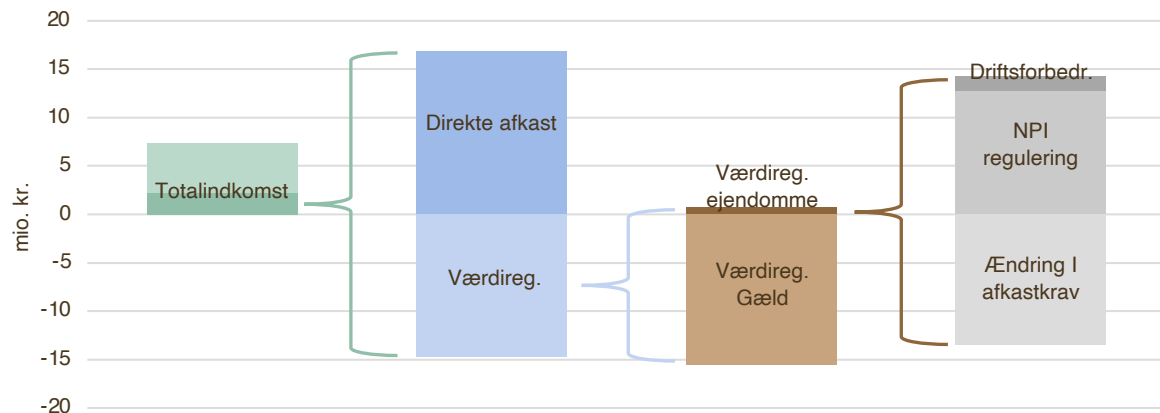 20
15
10
5
0
-5
-10
-15
-20
mio. kr.
Totalindkomst
Direkte afkast
Værdireg.
Værdireg.
ejendomme
Værdireg.
Gæld
Driftsforbedr.
NPI
regulering
Ændring I
afkastkrav